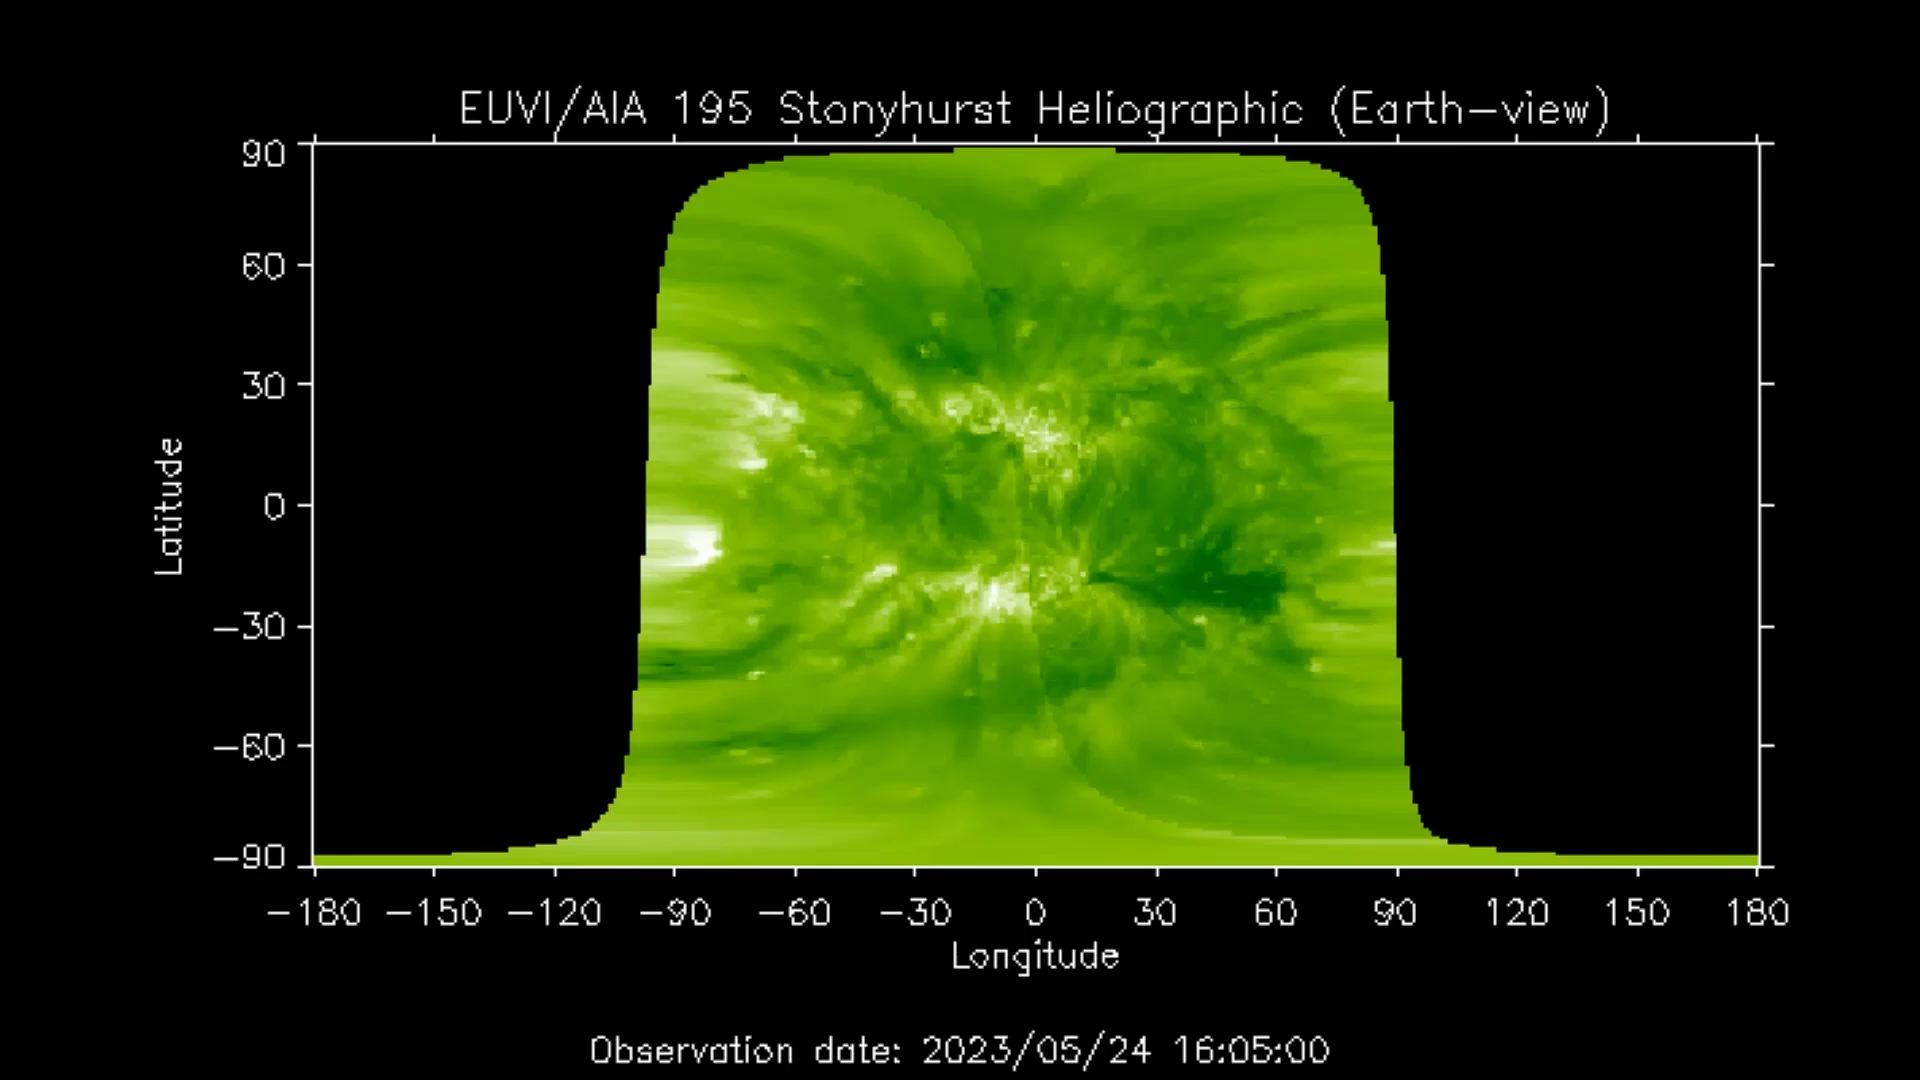 EUVI/AIA 195 Stonyhurst Heliographic (Earth-view)
90
60
30
0
-30
-60
-90
Latitude
-180 -150 -120 -90 -60 -30 0 30 60 90 120 150 180
Longitude
Observation date: 2023/05/24 16:05:00